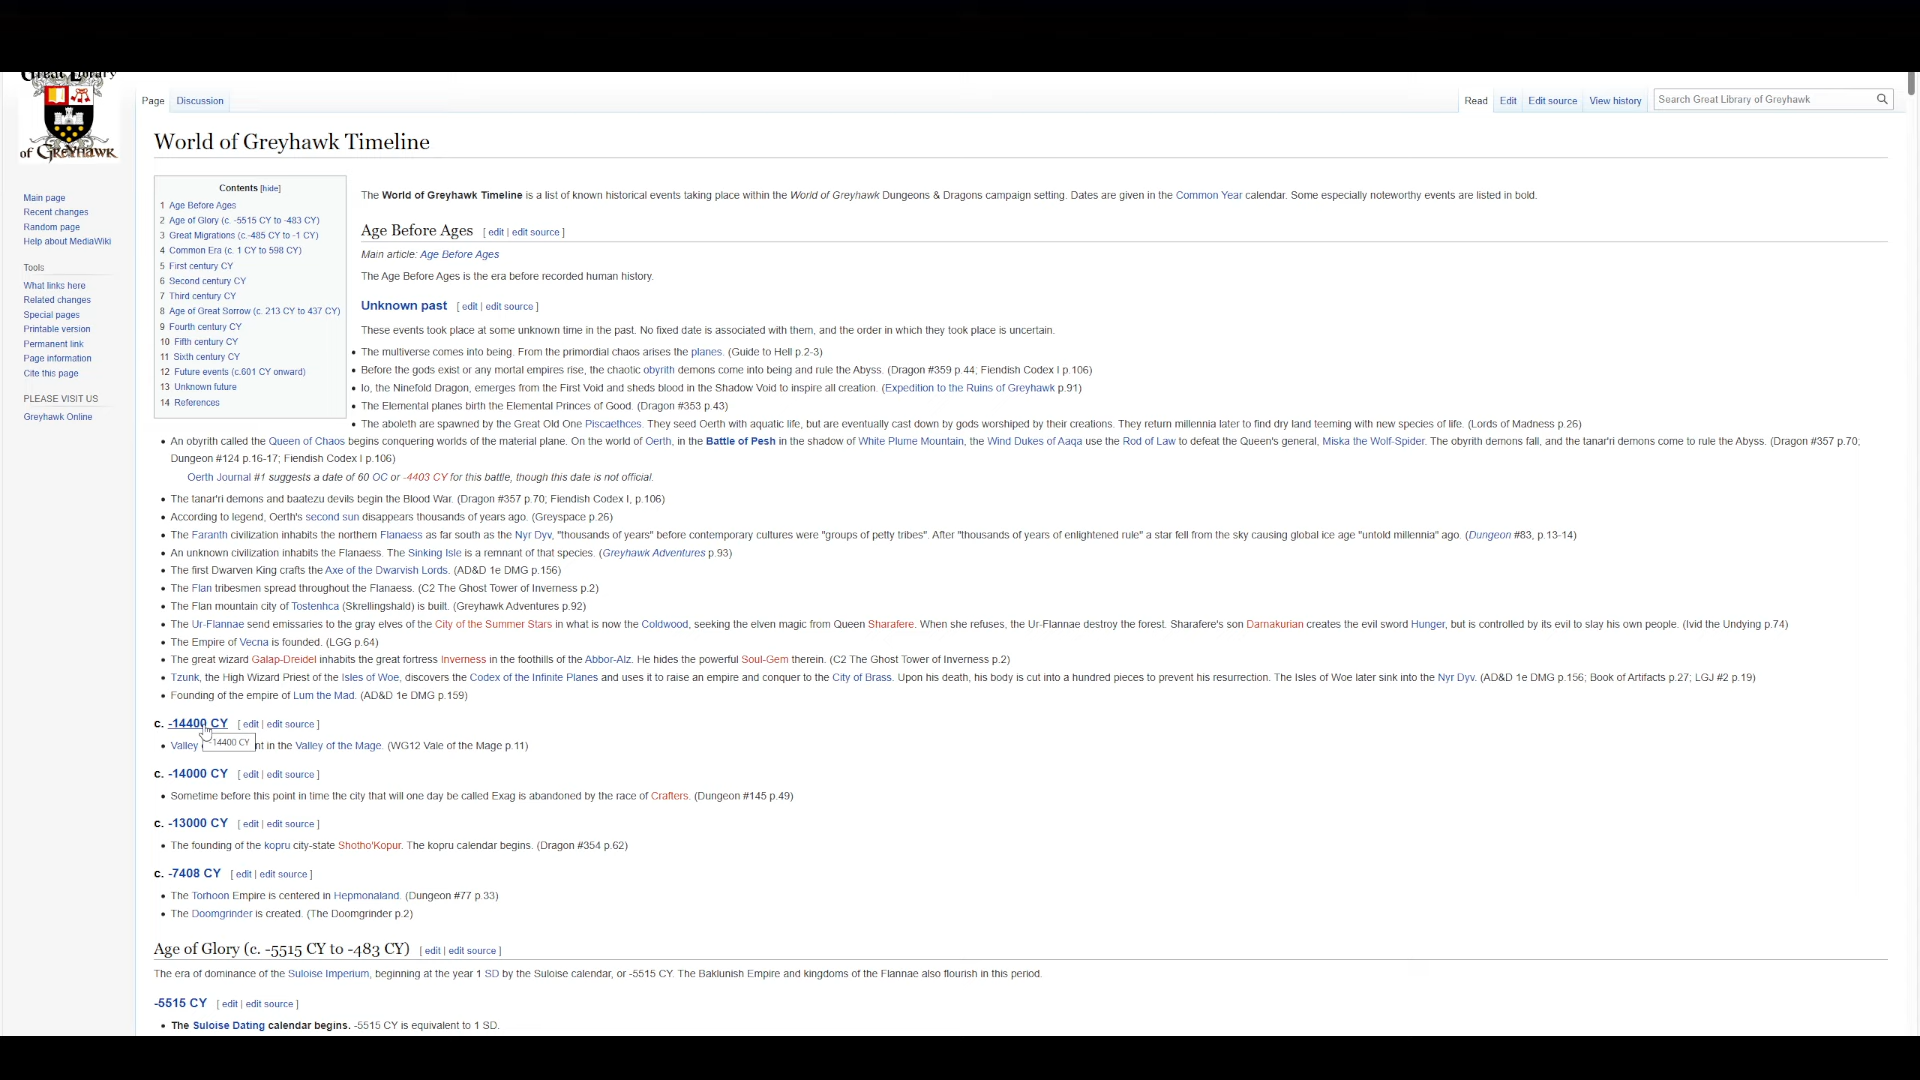 Great Library
of Greyhawk
Page
Discussion
Read
Edit
Edit source
View history
Search Great Library of Greyhawk
World of Greyhawk Timeline
Main page
Recent changes
Random page
Help about MediaWiki
Tools
What links here
Related changes
Special pages
Printable version
Permanent link
Page information
Cite this page
PLEASE VISIT US
Greyhawk Online
Contents [hide]
1 Age Before Ages
2 Age of Glory (c. -5515 CY to -483 CY)
3 Great Migrations (c.-485 CY to -1 CY)
4 Common Era (c. 1 CY to 598 CY)
5 First century CY
6 Second century CY
7 Third century CY
8 Age of Great Sorrow (c. 213 CY to 437 CY)
9 Fourth century CY
10 Fifth century CY
11 Sixth century CY
12 Future events (c.601 CY onward)
13 Unknown future
14 References
The World of Greyhawk Timeline is a list of known historical events taking place within the World of Greyhawk Dungeons & Dragons campaign setting. Dates are given in the Common Year calendar. Some especially noteworthy events are listed in bold.
Age Before Ages [ edit | edit source ]
Main article: Age Before Ages
The Age Before Ages is the era before recorded human history.
Unknown past [ edit | edit source ]
These events took place at some unknown time in the past. No fixed date is associated with them, and the order in which they took place is uncertain.
• The multiverse comes into being. From the primordial chaos arises the planes. (Guide to Hell p.2-3)
• Before the gods exist or any mortal empires rise, the chaotic obyrith demons come into being and rule the Abyss. (Dragon #359 p.44; Fiendish Codex I p.106)
• Io, the Ninefold Dragon, emerges from the First Void and sheds blood in the Shadow Void to inspire all creation. (Expedition to the Ruins of Greyhawk p.91)
• The Elemental planes birth the Elemental Princes of Good. (Dragon #353 p.43)
• The aboleth are spawned by the Great Old One Piscaethces. They seed Oerth with aquatic life, but are eventually cast down by gods worshiped by their creations. They return millennia later to find dry land teeming with new species of life. (Lords of Madness p.26)
• An obyrith called the Queen of Chaos begins conquering worlds of the material plane. On the world of Oerth, in the Battle of Pesh in the shadow of White Plume Mountain, the Wind Dukes of Aaqa use the Rod of Law to defeat the Queen's general, Miska the Wolf-Spider. The obyrith demons fall, and the tanar'ri demons come to rule the Abyss. (Dragon #357 p.70;
Dungeon #124 p.16-17; Fiendish Codex I p.106)
Oerth Journal #1 suggests a date of 60 OC or -4403 CY for this battle, though this date is not official.
• The tanar'ri demons and baatezu devils begin the Blood War. (Dragon #357 p.70; Fiendish Codex I, p.106)
• According to legend, Oerth's second sun disappears thousands of years ago. (Greyspace p.26)
• The Faranth civilization inhabits the northern Flanaess as far south as the Nyr Dyv, "thousands of years" before contemporary cultures were "groups of petty tribes". After "thousands of years of enlightened rule" a star fell from the sky causing global ice age "untold millennia" ago. (Dungeon #83, p.13-14)
• An unknown civilization inhabits the Flanaess. The Sinking Isle is a remnant of that species. (Greyhawk Adventures p.93)
• The first Dwarven King crafts the Axe of the Dwarvish Lords. (AD&D 1e DMG p.156)
• The Flan tribesmen spread throughout the Flanaess. (C2 The Ghost Tower of Inverness p.2)
• The Flan mountain city of Tostenhca (Skrellingshald) is built. (Greyhawk Adventures p.92)
• The Ur-Flannae send emissaries to the gray elves of the City of the Summer Stars in what is now the Coldwood, seeking the elven magic from Queen Sharafere. When she refuses, the Ur-Flannae destroy the forest. Sharafere's son Darnakurian creates the evil sword Hunger, but is controlled by its evil to slay his own people. (Ivid the Undying p.74)
• The Empire of Vecna is founded. (LGG p.64)
• The great wizard Galap-Dreidel inhabits the great fortress Inverness in the foothills of the Abbor-Alz. He hides the powerful Soul-Gem therein. (C2 The Ghost Tower of Inverness p.2)
• Tzunk, the High Wizard Priest of the Isles of Woe, discovers the Codex of the Infinite Planes and uses it to raise an empire and conquer to the City of Brass. Upon his death, his body is cut into a hundred pieces to prevent his resurrection. The Isles of Woe later sink into the Nyr Dyv. (AD&D 1e DMG p.156; Book of Artifacts p.27; LGJ #2 p.19)
• Founding of the empire of Lum the Mad. (AD&D 1e DMG p.159)
c. -14400 CY [ edit | edit source ]
-14400 CY
• Valley nt in the Valley of the Mage. (WG12 Vale of the Mage p.11)
c. -14000 CY [ edit | edit source ]
• Sometime before this point in time the city that will one day be called Exag is abandoned by the race of Crafters. (Dungeon #145 p.49)
c. -13000 CY [ edit | edit source ]
• The founding of the kopru city-state Shotho'Kopur. The kopru calendar begins. (Dragon #354 p.62)
c. -7408 CY [ edit | edit source ]
• The Torhoon Empire is centered in Hepmonaland. (Dungeon #77 p.33)
• The Doomgrinder is created. (The Doomgrinder p.2)
Age of Glory (c. -5515 CY to -483 CY) [ edit | edit source ]
The era of dominance of the Suloise Imperium, beginning at the year 1 SD by the Suloise calendar, or -5515 CY. The Baklunish Empire and kingdoms of the Flannae also flourish in this period.
-5515 CY [ edit | edit source ]
• The Suloise Dating calendar begins. -5515 CY is equivalent to 1 SD.